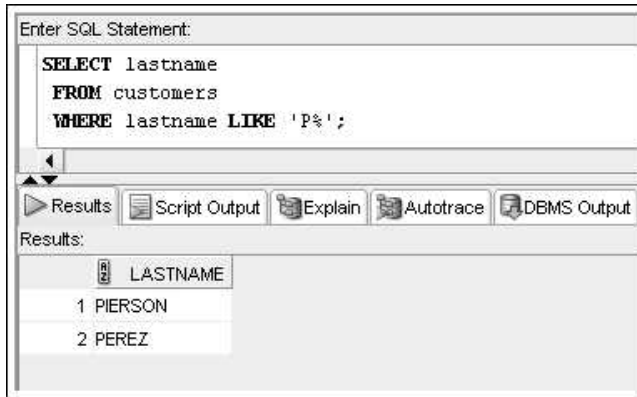 Enter SQL Statement:
SELECT lastname
FROM customers
WHERE lastname LIKE 'P%';
Results Script Output Explain Autotrace DBMS Output
Results:
LASTNAME
1 PIERSON
2 PEREZ